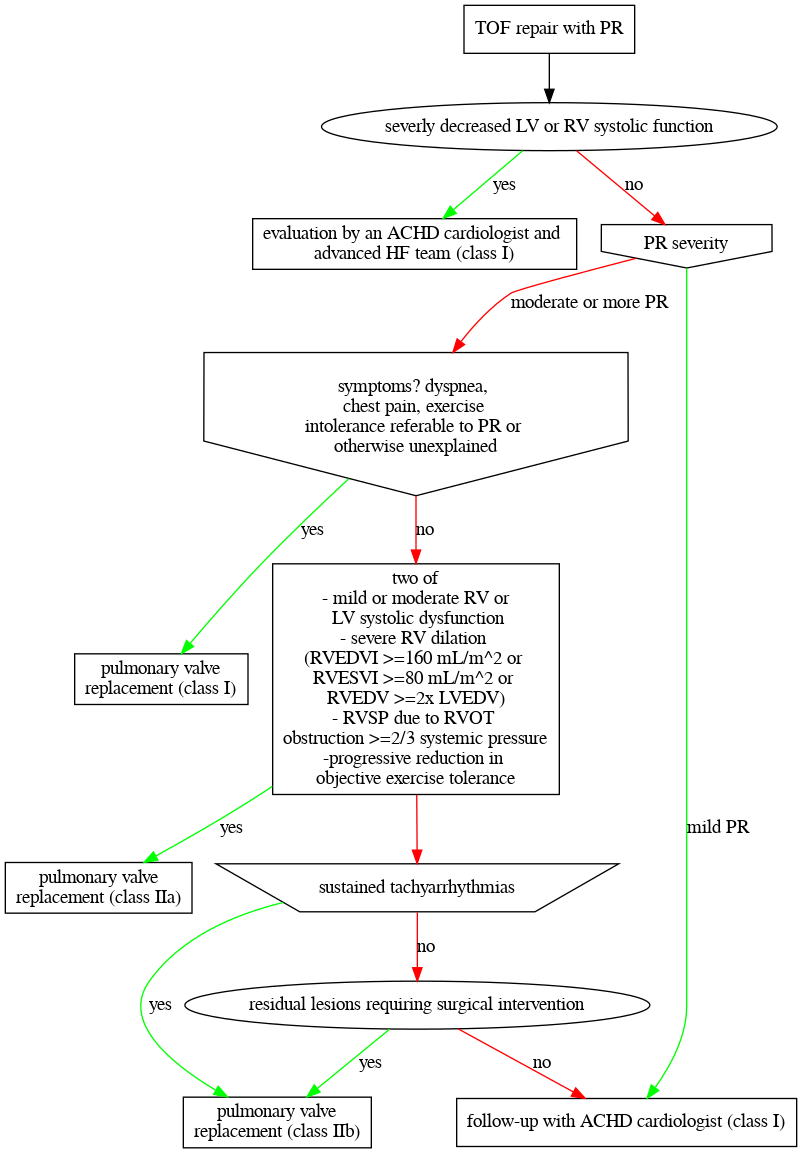 TOF repair with PR
severly decreased LV or RV systolic function
yes
no
evaluation by an ACHD cardiologist and
advanced HF team (class I)
PR severity
moderate or more PR
symptoms? dyspnea,
chest pain, exercise
intolerance referable to PR or
otherwise unexplained
yes
no
two of
- mild or moderate RV or
LV systolic dysfunction
- severe RV dilation
(RVEDVI >=160 mL/m^2 or
RVESVI >=80 mL/m^2 or
RVEDV >=2x LVEDV)
- RVSP due to RVOT
obstruction >=2/3 systemic pressure
-progressive reduction in
objective exercise tolerance
pulmonary valve
replacement (class I)
yes
mild PR
pulmonary valve
replacement (class IIa)
sustained tachyarrhythmias
no
yes
residual lesions requiring surgical intervention
yes
no
pulmonary valve
replacement (class IIb)
follow-up with ACHD cardiologist (class I)